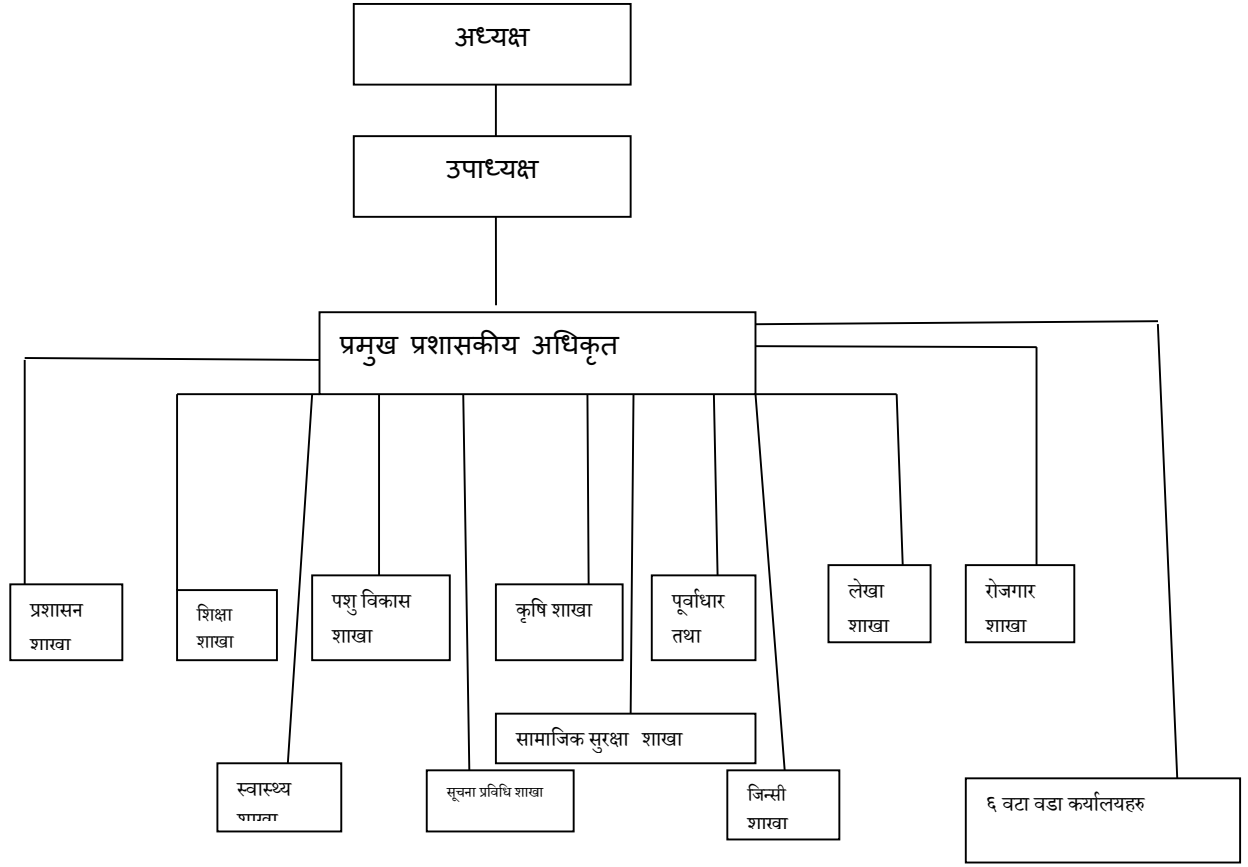 अध्यक्ष
उपाध्यक्ष
प्रमुख प्रशासकीय अधिकृत
प्रशासन
शाखा
शिक्षा
शाखा
पशु विकास
शाखा
कृषि शाखा
पूर्वाधार
तथा
लेखा
शाखा
रोजगार
शाखा
सामाजिक सुरक्षा शाखा
स्वास्थ्य
शाखा
सूचना प्रविधि शाखा
जिन्सी
शाखा
६ वटा वडा कर्यालयहरु